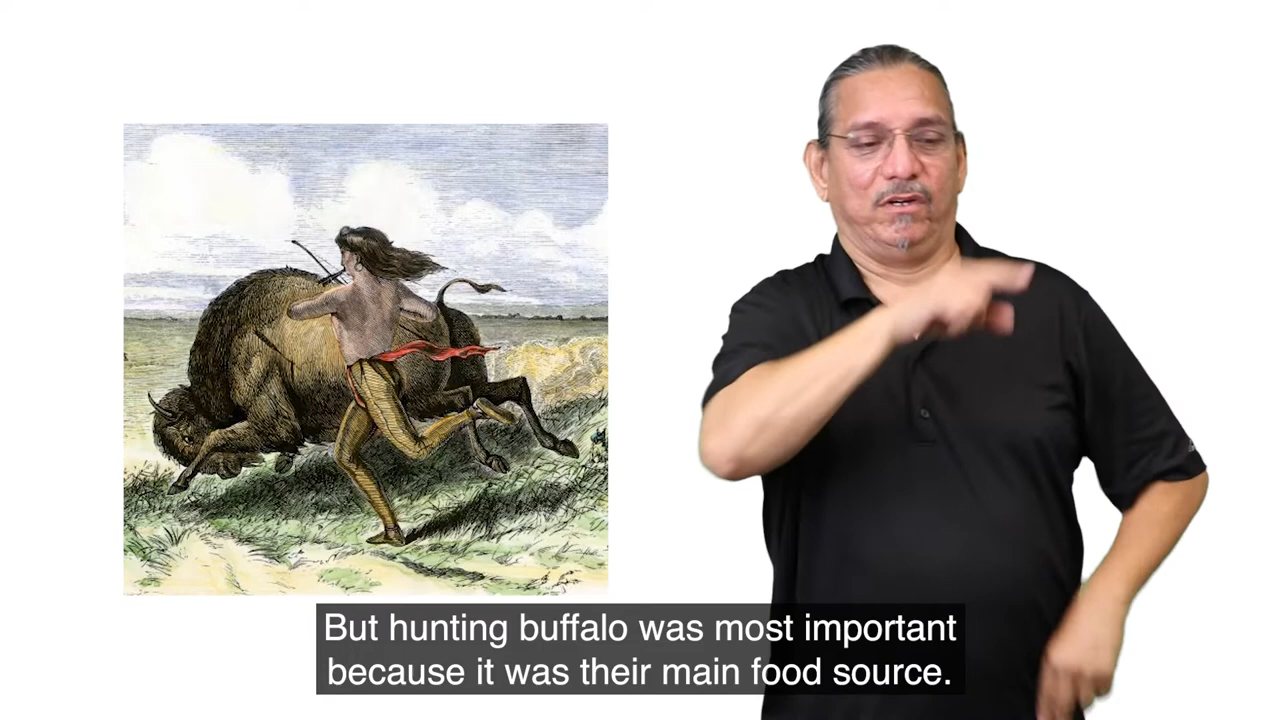 But hunting buffalo was most important
because it was their main food source.